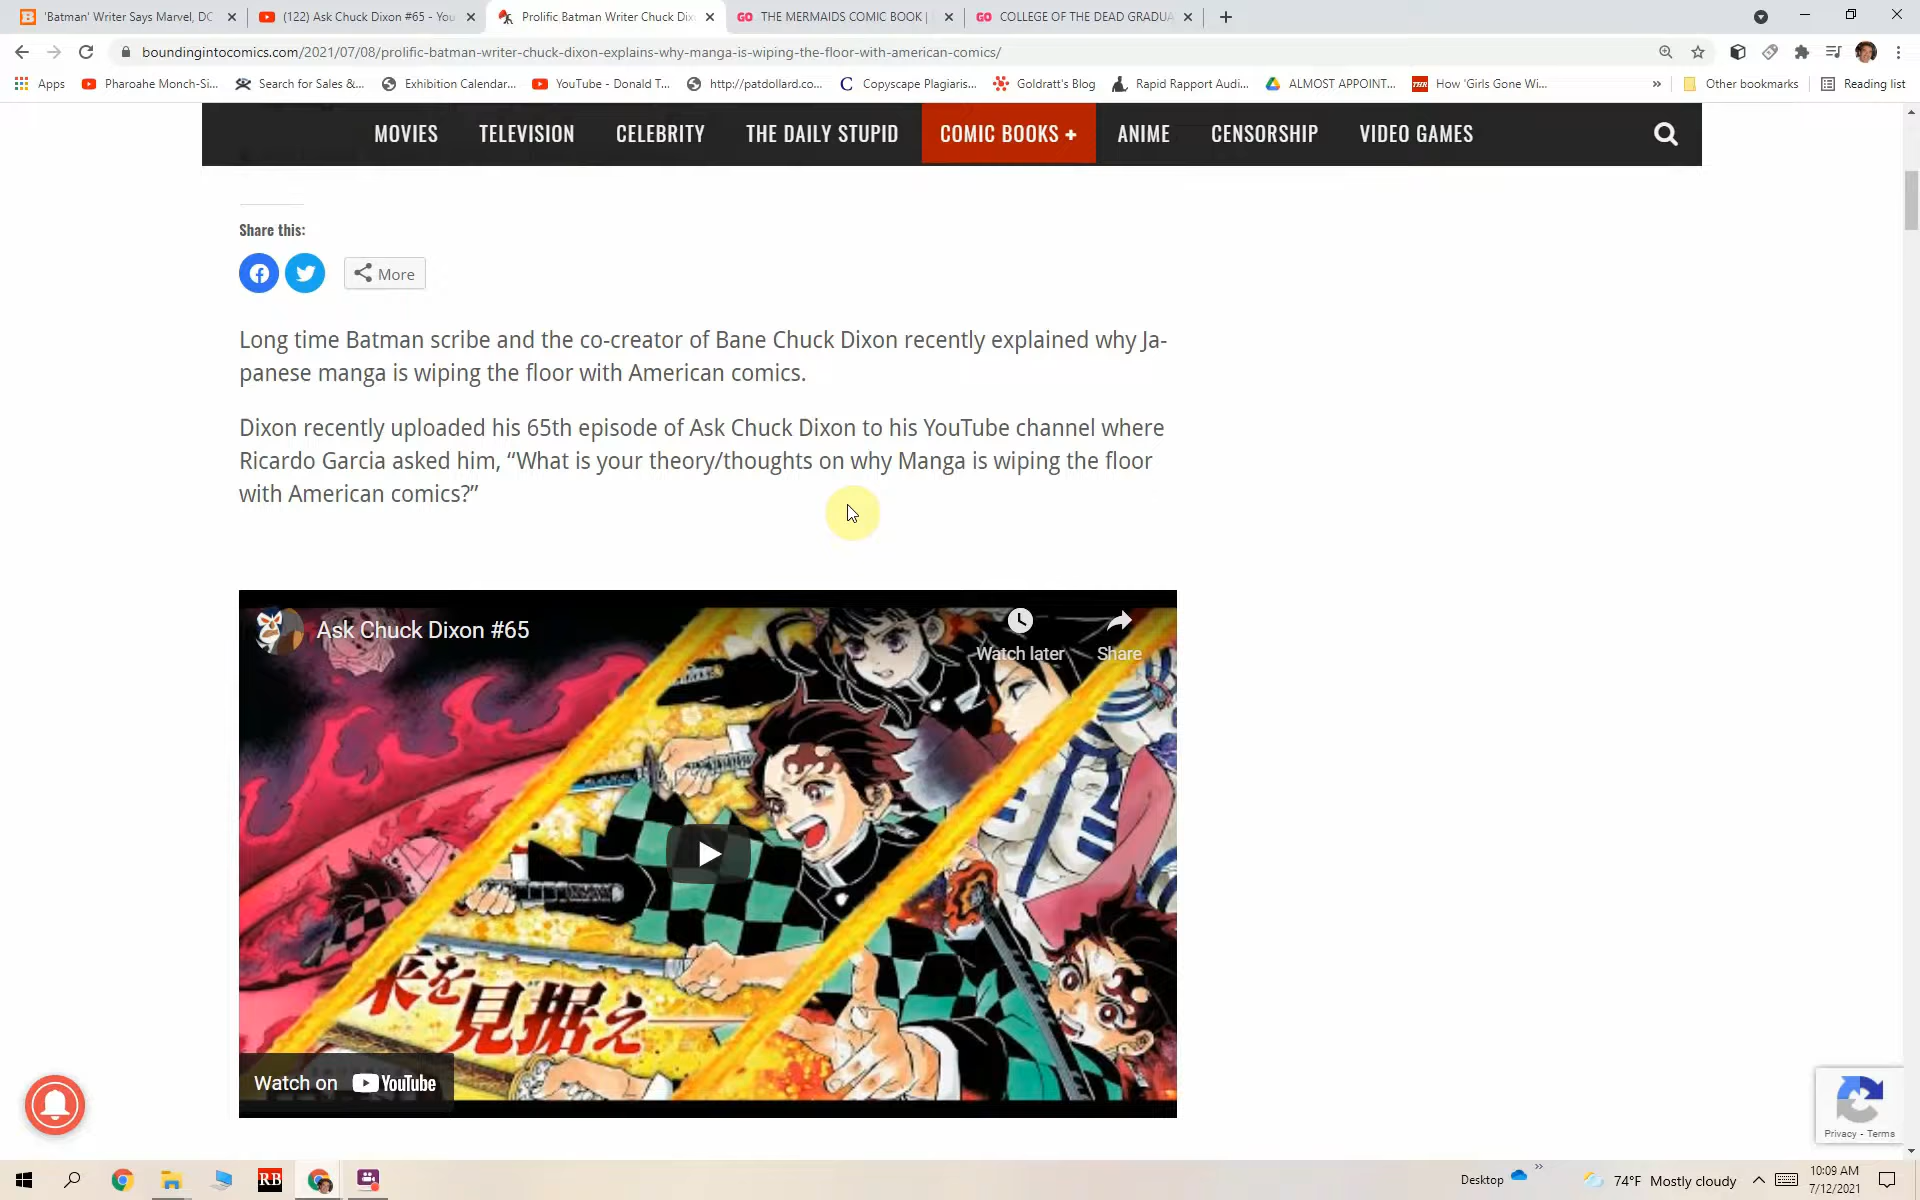 'Batman' Writer Says Marvel, DC
(122) Ask Chuck Dixon #65 - You
Prolific Batman Writer Chuck Dix
GO THE MERMAIDS COMIC BOOK |
GO COLLEGE OF THE DEAD GRADUA
boundingintocomics.com/2021/07/08/prolific-batman-writer-chuck-dixon-explains-why-manga-is-wiping-the-floor-with-american-comics/
Apps
Pharoahe Monch-Si...
Search for Sales &...
Exhibition Calendar...
YouTube - Donald T...
http://patdollard.co...
Copyscape Plagiaris...
Goldratt's Blog
Rapid Rapport Audi...
ALMOST APPOINT...
THR How 'Girls Gone Wi...
»
Other bookmarks
Reading list
MOVIES
TELEVISION
CELEBRITY
THE DAILY STUPID
COMIC BOOKS +
ANIME
CENSORSHIP
VIDEO GAMES
Share this:
More
Long time Batman scribe and the co-creator of Bane Chuck Dixon recently explained why Ja-
panese manga is wiping the floor with American comics.
Dixon recently uploaded his 65th episode of Ask Chuck Dixon to his YouTube channel where
Ricardo Garcia asked him, “What is your theory/thoughts on why Manga is wiping the floor
with American comics?”
Ask Chuck Dixon #65
Watch later
Share
未を
見据え
Watch on YouTube
Privacy - Terms
RB
Desktop
»
74°F Mostly cloudy
10:09 AM
7/12/2021